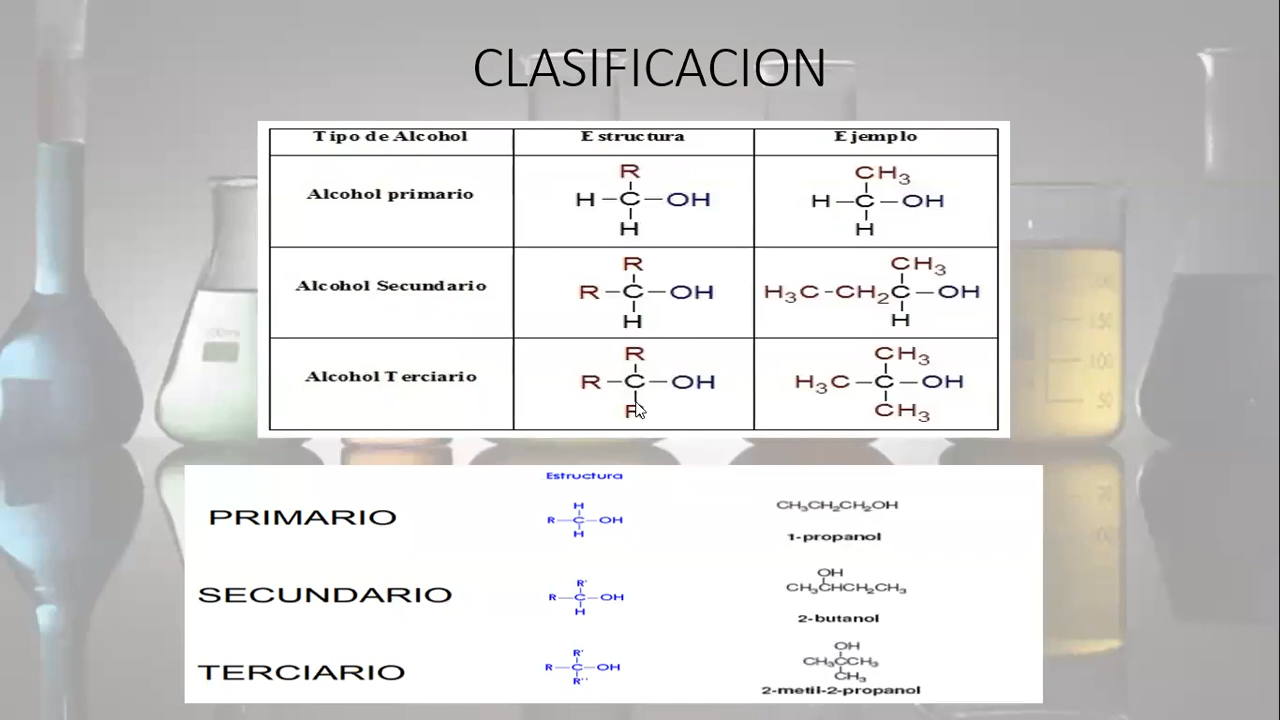 CLASIFICACION
Tipo de Alcohol Estructura Ejemplo
R CH3
Alcohol primario H-C-OH H-C-OH
H H
R CH3
Alcohol Secundario R-C-OH H3C-CH2C-OH
H H
R CH3
Alcohol Terciario R-C-OH H3C-C-OH
R CH3
Estructura
H
PRIMARIO R-C-OH CH3CH2CH2OH
H 1-propanol
R' OH
SECUNDARIO R-C-OH CH3CHCH2CH3
H 2-butanol
R' OH
TERCIARIO R-C-OH CH3CCH3
R'' CH3
2-metil-2-propanol